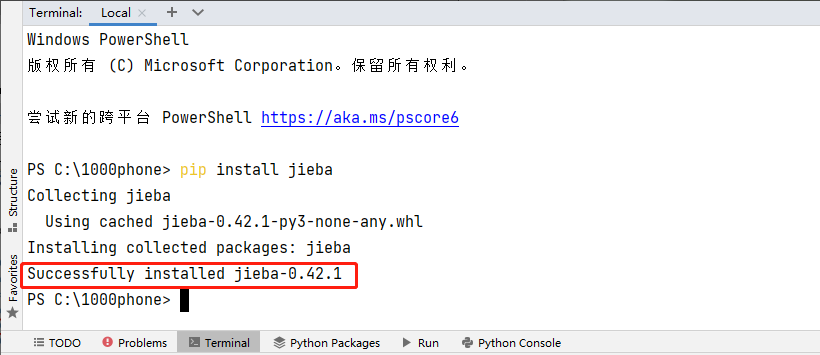 Terminal: Local × +
Windows PowerShell
版权所有 (C) Microsoft Corporation。保留所有权利。
尝试新的跨平台 PowerShell https://aka.ms/pscore6
PS C:\1000phone> pip install jieba
Collecting jieba
Using cached jieba-0.42.1-py3-none-any.whl
Installing collected packages: jieba
Successfully installed jieba-0.42.1
PS C:\1000phone>
Structure
Favorites
TODO Problems Terminal Python Packages Run Python Console